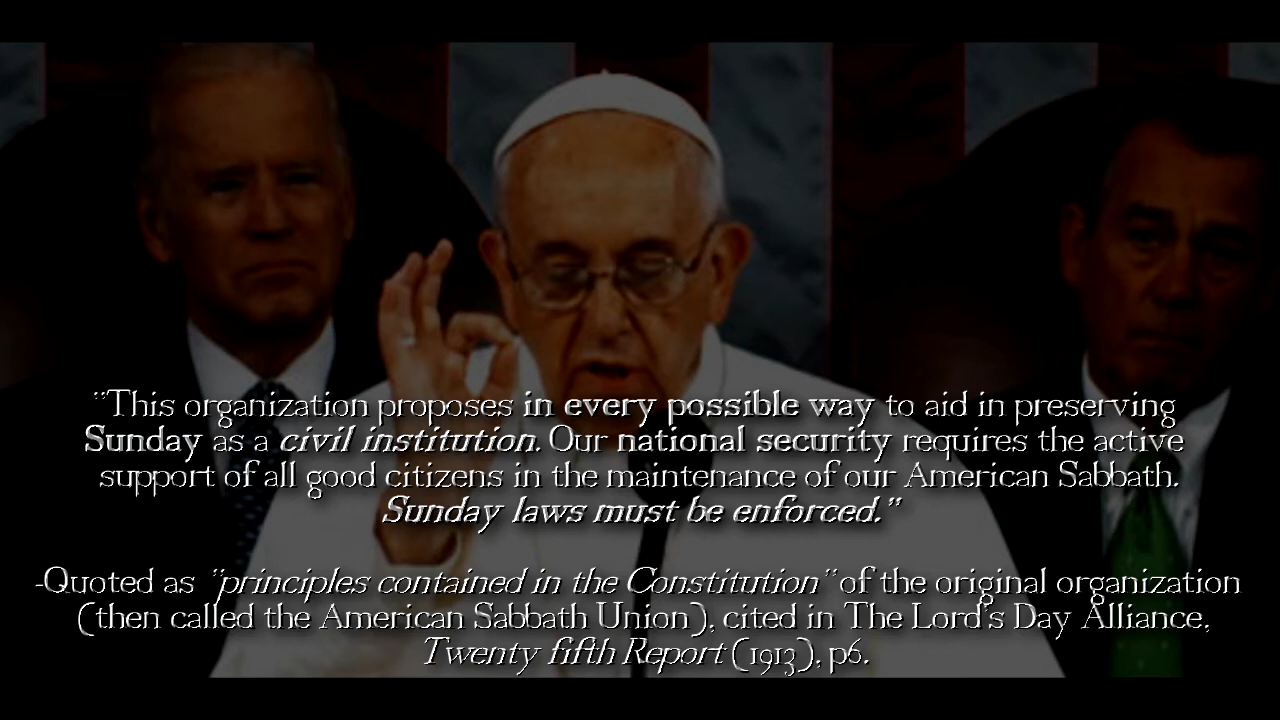 "This organization proposes in every possible way to aid in preserving
Sunday as a civil institution. Our national security requires the active
support of all good citizens in the maintenance of our American Sabbath.
Sunday laws must be enforced."
-Quoted as "principles contained in the Constitution" of the original organization
(then called the American Sabbath Union), cited in The Lord's Day Alliance,
Twenty fifth Report (1913), p6.